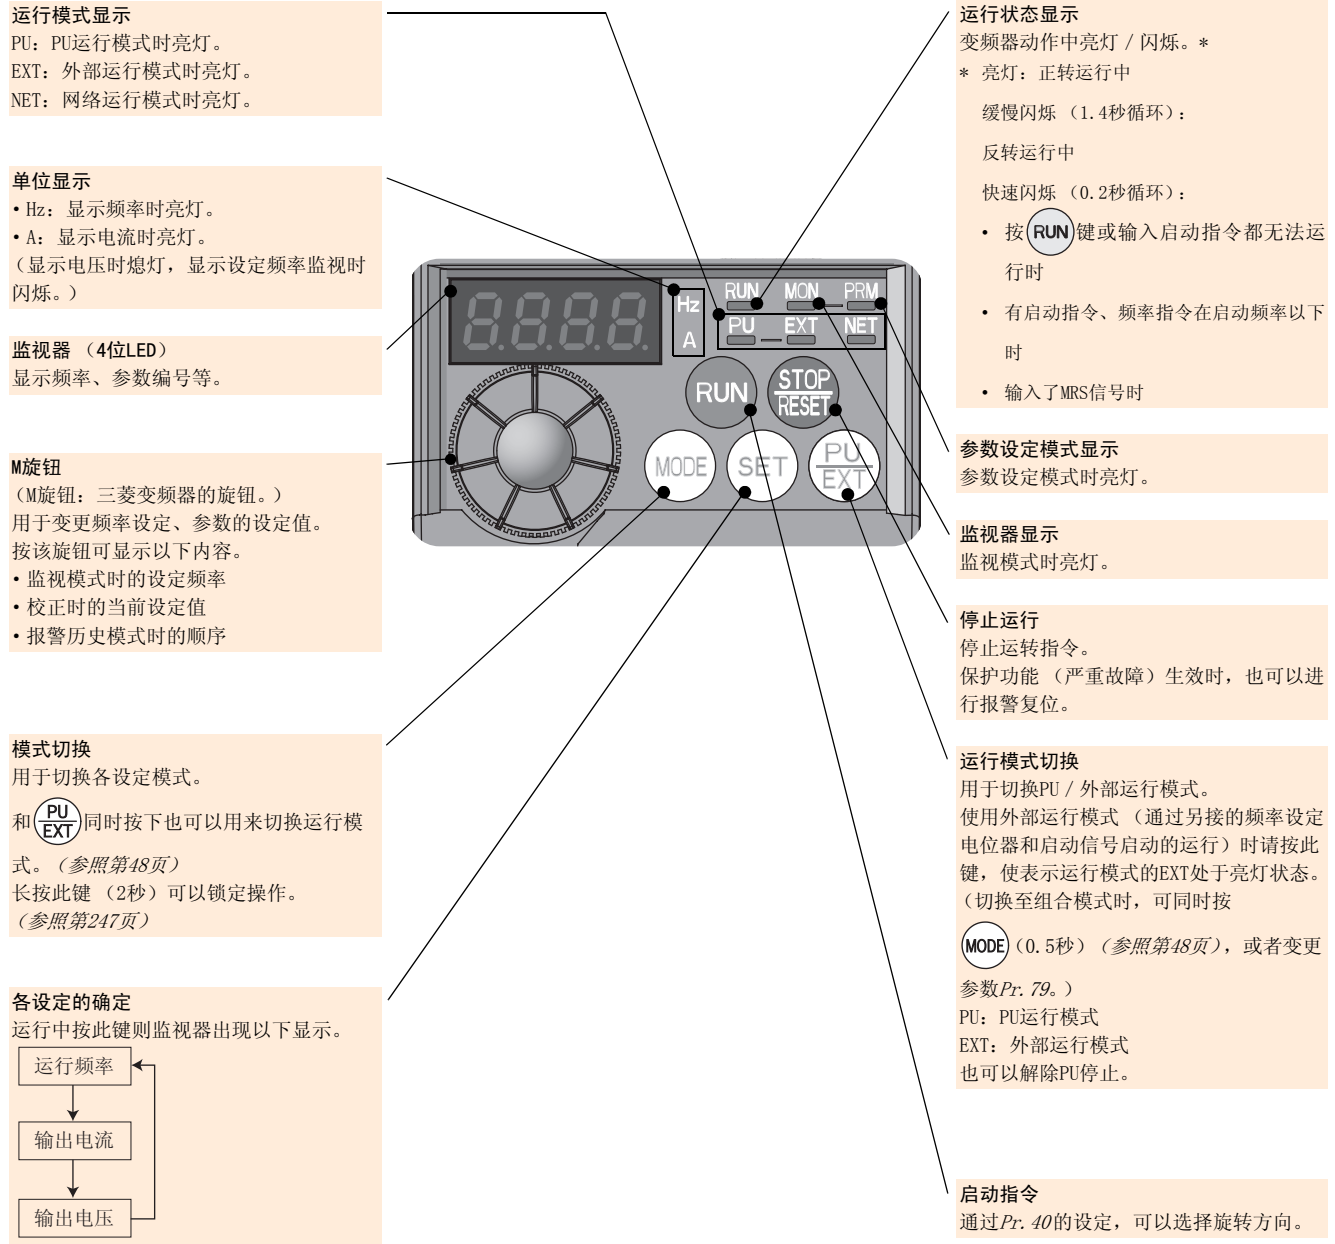 运行模式显示
PU：PU运行模式时亮灯。
EXT：外部运行模式时亮灯。
NET：网络运行模式时亮灯。
单位显示
•Hz：显示频率时亮灯。
•A：显示电流时亮灯。
（显示电压时熄灯，显示设定频率监视时
闪烁。）
监视器（4位LED）
显示频率、参数编号等。
M旋钮
（M旋钮：三菱变频器的旋钮。）
用于变更频率设定、参数的设定值。
按该旋钮可显示以下内容。
•监视模式时的设定频率
•校正时的当前设定值
•报警历史模式时的顺序
模式切换
用于切换各设定模式。
和PU/EXT同时按下也可以用来切换运行模
式。（参照第48页）
长按此键（2秒）可以锁定操作。
（参照第247页）
各设定的确定
运行中按此键则监视器出现以下显示。
运行频率
输出电流
输出电压
8.8.8.8.
Hz
A
RUN MON PRM
PU EXT NET
RUN
STOP
RESET
MODE
SET
PU
EXT
运行状态显示
变频器动作中亮灯/闪烁。*
* 亮灯：正转运行中
缓慢闪烁（1.4秒循环）：
反转运行中
快速闪烁（0.2秒循环）：
• 按RUN键或输入启动指令都无法运
行时
• 有启动指令、频率指令在启动频率以下
时
• 输入了MRS信号时
参数设定模式显示
参数设定模式时亮灯。
监视器显示
监视模式时亮灯。
停止运行
停止运转指令。
保护功能（严重故障）生效时，也可以进
行报警复位。
运行模式切换
用于切换PU/外部运行模式。
使用外部运行模式（通过另接的频率设定
电位器和启动信号启动的运行）时请按此
键，使表示运行模式的EXT处于亮灯状态。
（切换至组合模式时，可同时按
MODE（0.5秒）（参照第48页），或者变更
参数Pr.79。）
PU：PU运行模式
EXT：外部运行模式
也可以解除PU停止。
启动指令
通过Pr.40的设定，可以选择旋转方向。